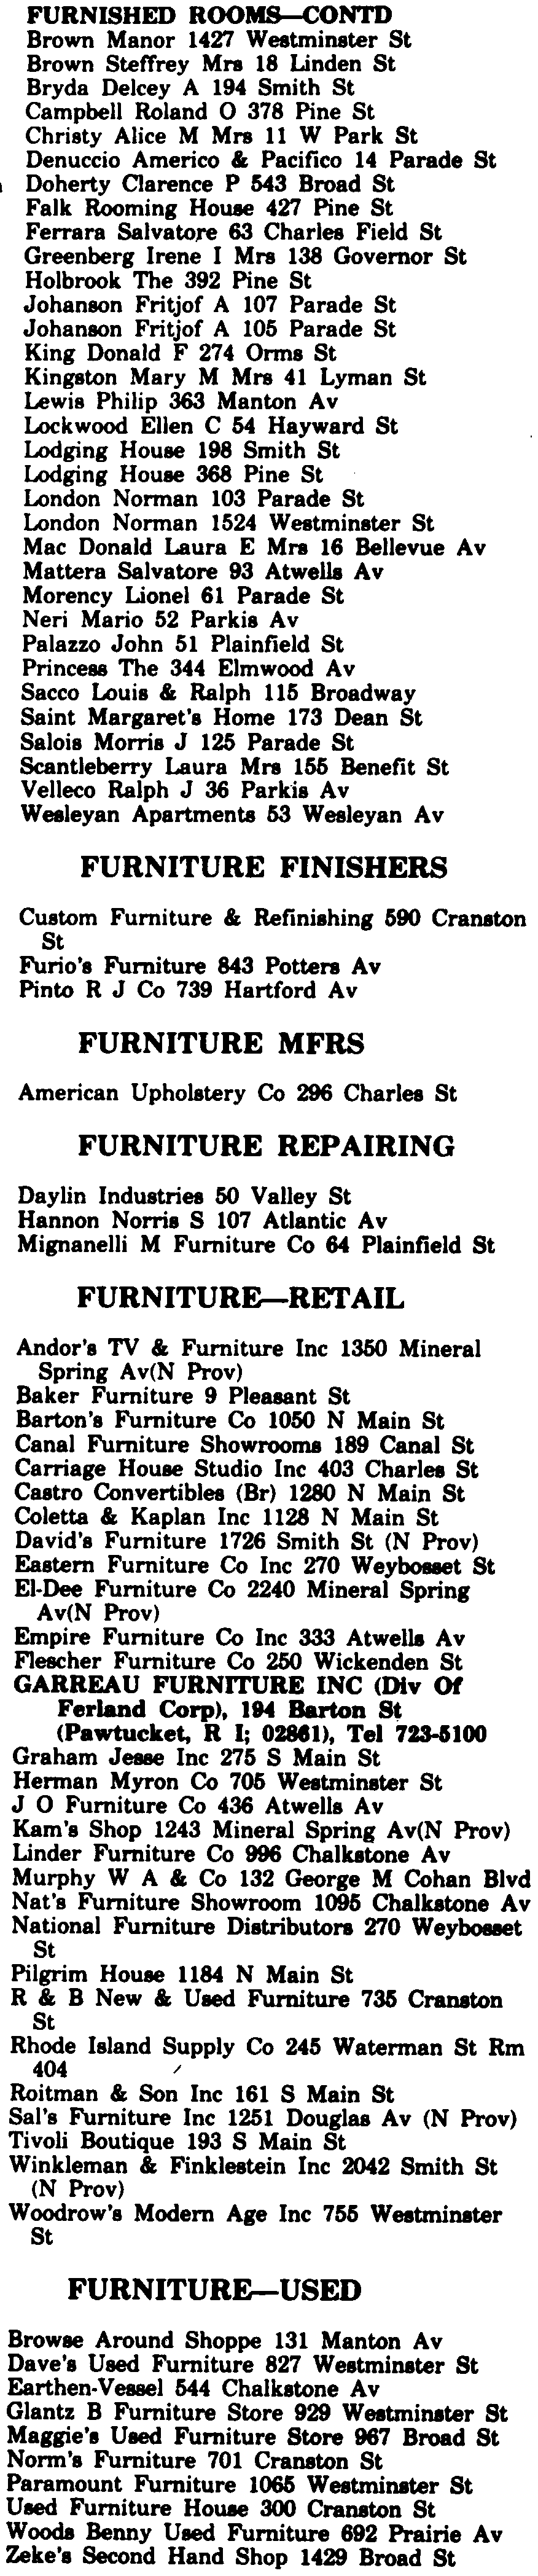 FURNISHED ROOMS—CONTD
Brown Manor 1427 Westminster St
Brown Steffrey Mrs 18 Linden St
Bryda Delcey A 194 Smith St
Campbell Roland O 378 Pine St
Christy Alice M Mrs 11 W Park St
Denuccio Americo & Pacifico 14 Parade St
Doherty Clarence P 543 Broad St
Falk Rooming House 427 Pine St
Ferrara Salvatore 63 Charles Field St
Greenberg Irene I Mrs 138 Governor St
Holbrook The 392 Pine St
Johanson Fritjof A 107 Parade St
Johanson Fritjof A 105 Parade St
King Donald F 274 Orms St
Kingston Mary M Mrs 41 Lyman St
Lewis Philip 363 Manton Av
Lockwood Ellen C 54 Hayward St
Lodging House 198 Smith St
Lodging House 368 Pine St
London Norman 103 Parade St
London Norman 1524 Westminster St
Mac Donald Laura E Mrs 16 Bellevue Av
Mattera Salvatore 93 Atwells Av
Morency Lionel 61 Parade St
Neri Mario 52 Parkis Av
Palazzo John 51 Plainfield St
Princess The 344 Elmwood Av
Sacco Louis & Ralph 115 Broadway
Saint Margaret's Home 173 Dean St
Salois Morris J 125 Parade St
Scantleberry Laura Mrs 155 Benefit St
Velleco Ralph J 36 Parkis Av
Wesleyan Apartments 53 Wesleyan Av
FURNITURE FINISHERS
Custom Furniture & Refinishing 590 Cranston
St
Furio's Furniture 843 Potters Av
Pinto R J Co 739 Hartford Av
FURNITURE MFRS
American Upholstery Co 296 Charles St
FURNITURE REPAIRING
Daylin Industries 50 Valley St
Hannon Norris S 107 Atlantic Av
Mignanelli M Furniture Co 64 Plainfield St
FURNITURE—RETAIL
Andor's TV & Furniture Inc 1350 Mineral
Spring Av(N Prov)
Baker Furniture 9 Pleasant St
Barton's Furniture Co 1050 N Main St
Canal Furniture Showrooms 189 Canal St
Carriage House Studio Inc 403 Charles St
Castro Convertibles (Br) 1280 N Main St
Coletta & Kaplan Inc 1128 N Main St
David's Furniture 1726 Smith St (N Prov)
Eastern Furniture Co Inc 270 Weybosset St
El-Dee Furniture Co 2240 Mineral Spring
Av(N Prov)
Empire Furniture Co Inc 333 Atwells Av
Flescher Furniture Co 250 Wickenden St
GARREAU FURNITURE INC (Div Of
Ferland Corp), 194 Barton St
(Pawtucket, R I; 02861), Tel 723-5100
Graham Jesse Inc 275 S Main St
Herman Myron Co 705 Westminster St
J O Furniture Co 436 Atwells Av
Kam's Shop 1243 Mineral Spring Av(N Prov)
Linder Furniture Co 996 Chalkstone Av
Murphy W A & Co 132 George M Cohan Blvd
Nat's Furniture Showroom 1095 Chalkstone Av
National Furniture Distributors 270 Weybosset
St
Pilgrim House 1184 N Main St
R & B New & Used Furniture 735 Cranston
St
Rhode Island Supply Co 245 Waterman St Rm
404
Roitman & Son Inc 161 S Main St
Sal's Furniture Inc 1251 Douglas Av (N Prov)
Tivoli Boutique 193 S Main St
Winkleman & Finklestein Inc 2042 Smith St
(N Prov)
Woodrow's Modern Age Inc 755 Westminster
St
FURNITURE—USED
Browse Around Shoppe 131 Manton Av
Dave's Used Furniture 827 Westminster St
Earthen-Vessel 544 Chalkstone Av
Glantz B Furniture Store 929 Westminster St
Maggie's Used Furniture Store 967 Broad St
Norm's Furniture 701 Cranston St
Paramount Furniture 1065 Westminster St
Used Furniture House 300 Cranston St
Woods Benny Used Furniture 692 Prairie Av
Zeke's Second Hand Shop 1429 Broad St